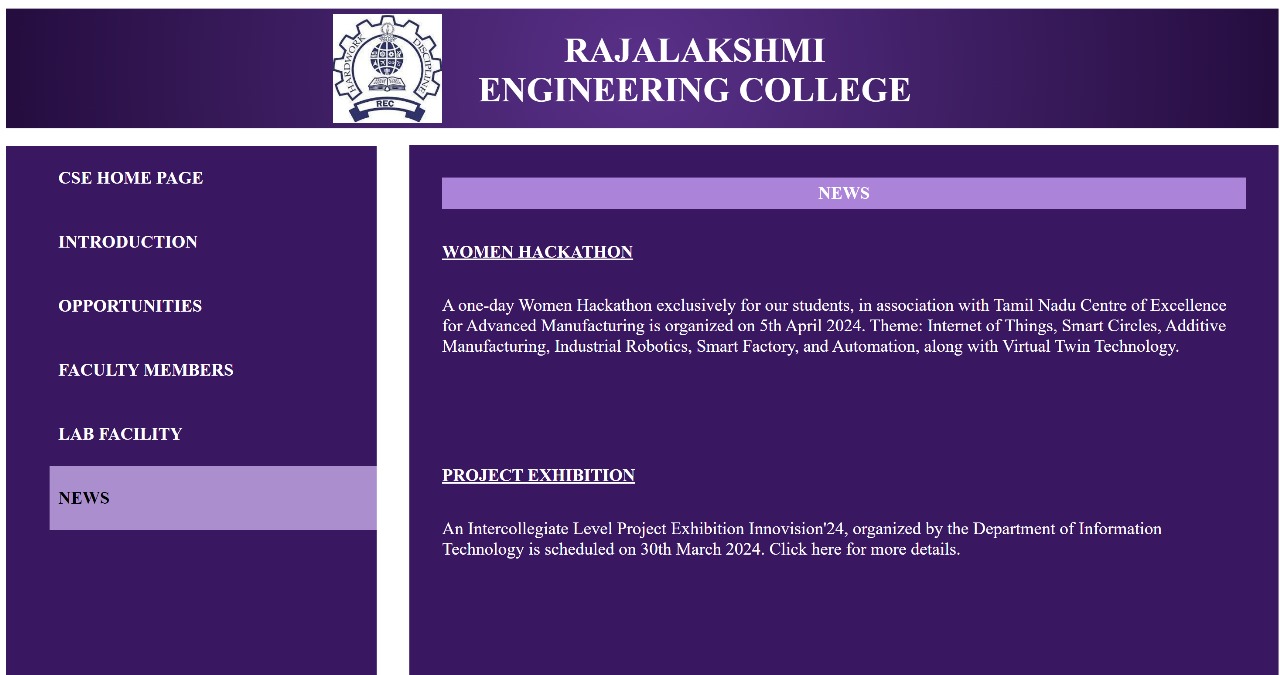 HARDWORK
DISCIPLINE
REC
RAJALAKSHMI
ENGINEERING COLLEGE
CSE HOME PAGE
INTRODUCTION
OPPORTUNITIES
FACULTY MEMBERS
LAB FACILITY
NEWS
NEWS
WOMEN HACKATHON
A one-day Women Hackathon exclusively for our students, in association with Tamil Nadu Centre of Excellence
for Advanced Manufacturing is organized on 5th April 2024. Theme: Internet of Things, Smart Circles, Additive
Manufacturing, Industrial Robotics, Smart Factory, and Automation, along with Virtual Twin Technology.
PROJECT EXHIBITION
An Intercollegiate Level Project Exhibition Innovision'24, organized by the Department of Information
Technology is scheduled on 30th March 2024. Click here for more details.